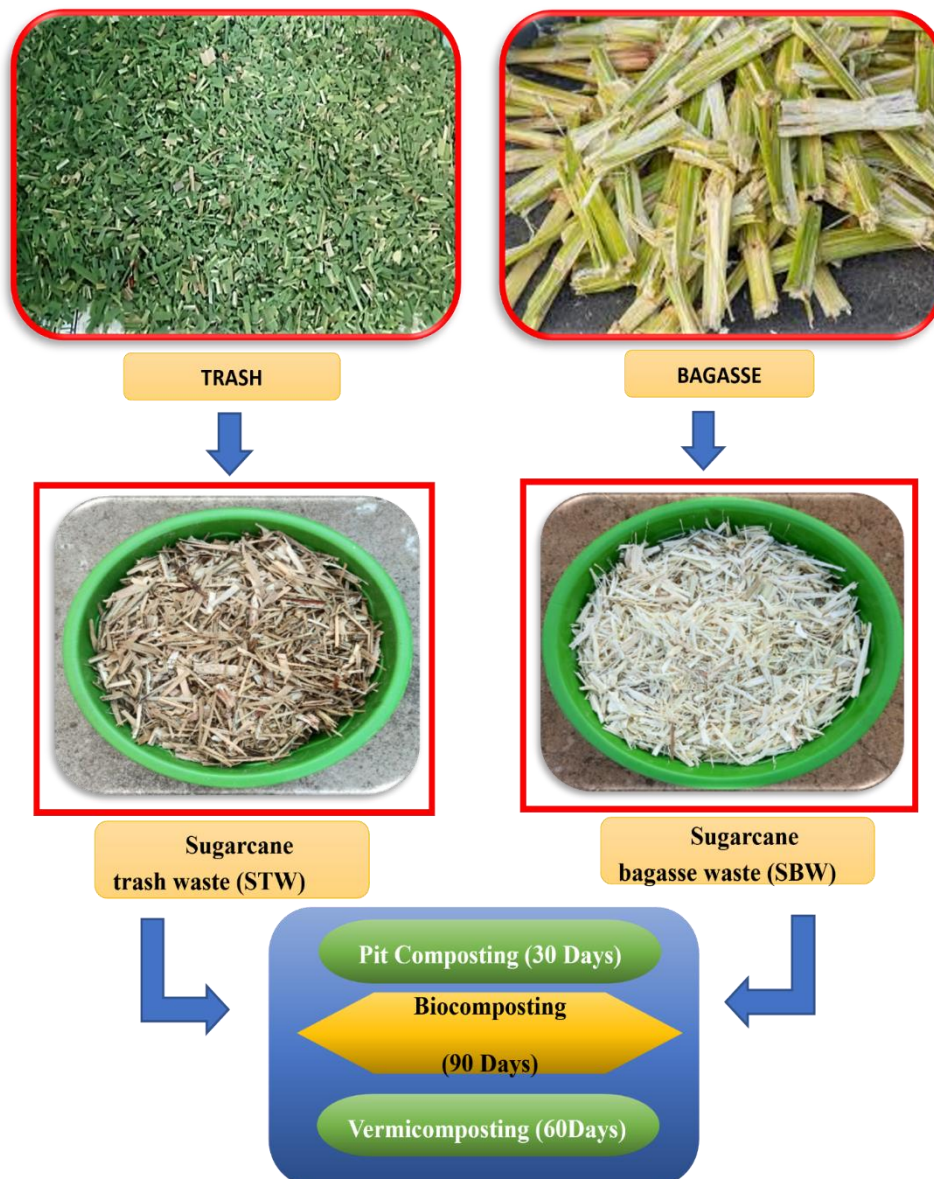 TRASH
BAGASSE
Sugarcane
trash waste (STW)
Sugarcane
bagasse waste (SBW)
Pit Composting (30 Days)
Biocomposting
(90 Days)
Vermicomposting (60Days)